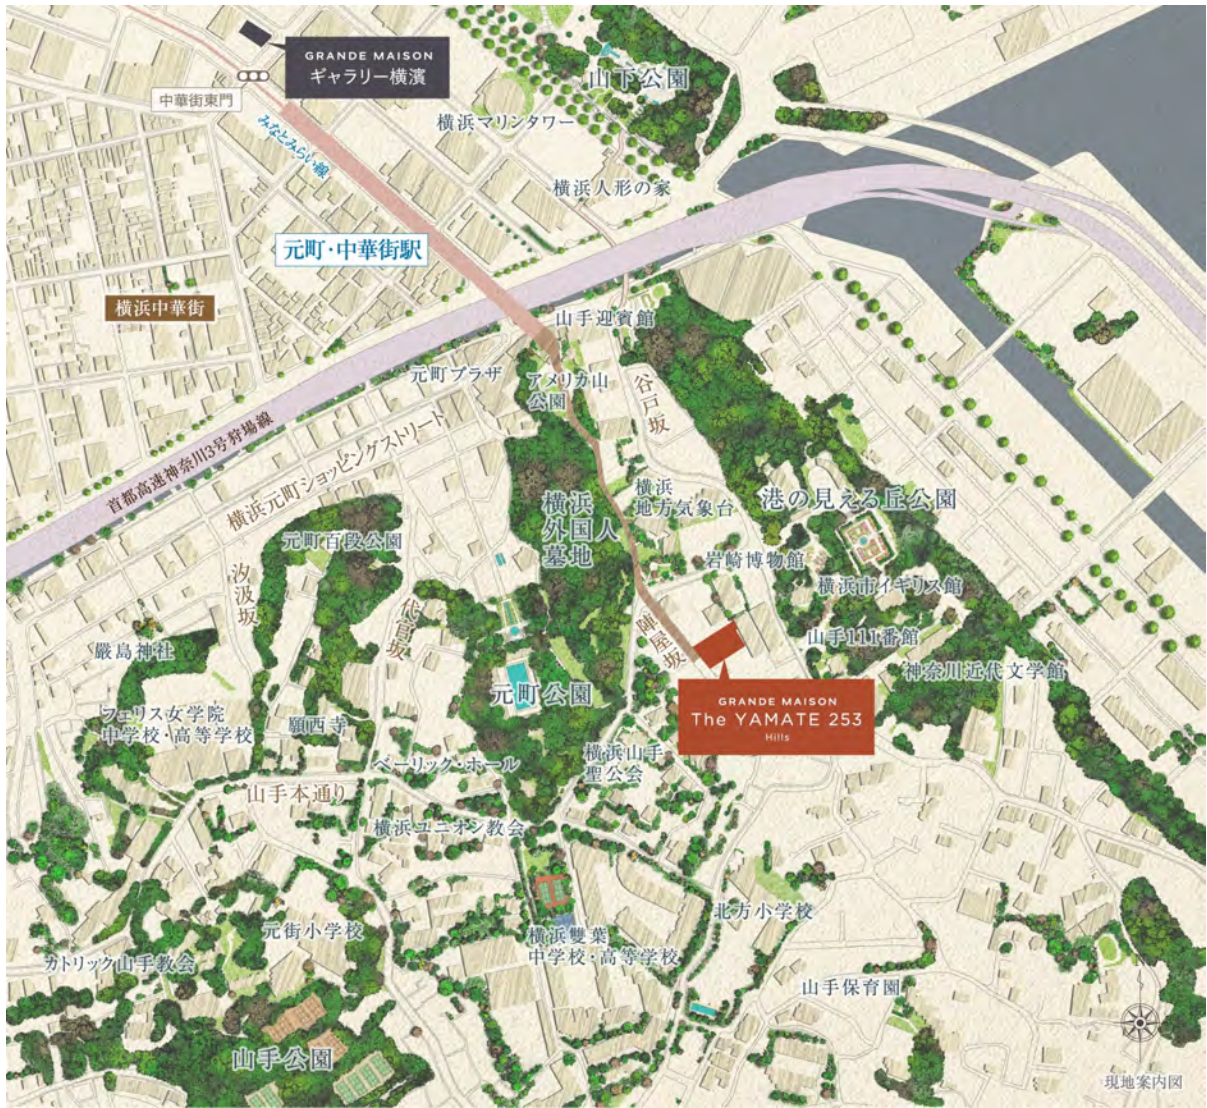 GRANDE MAISON
ギャラリー横濱
山下公園
中華街東門
横浜マリンタワー
みなとみらい線
横浜人形の家
元町・中華街駅
横浜中華街
山手迎賓館
元町プラザ
アメリカ山
公園
谷戸坂
首都高速神奈川3号狩場線
横浜元町ショッピングストリート
横浜
地方気象台
港の見える丘公園
横浜
外国人
墓地
元町百段公園
岩崎博物館
汐汲坂
横浜市イギリス館
代官坂
陣屋坂
山手111番館
嚴島神社
神奈川近代文学館
元町公園
GRANDE MAISON
The YAMATE 253
Hills
フェリス女学院
中学校・高等学校
願西寺
横浜山手
聖公会
ベーリック・ホール
山手本通り
横浜ユニオン教会
北方小学校
元街小学校
横浜雙葉
中学校・高等学校
カトリック山手教会
山手保育園
山手公園
現地案内図